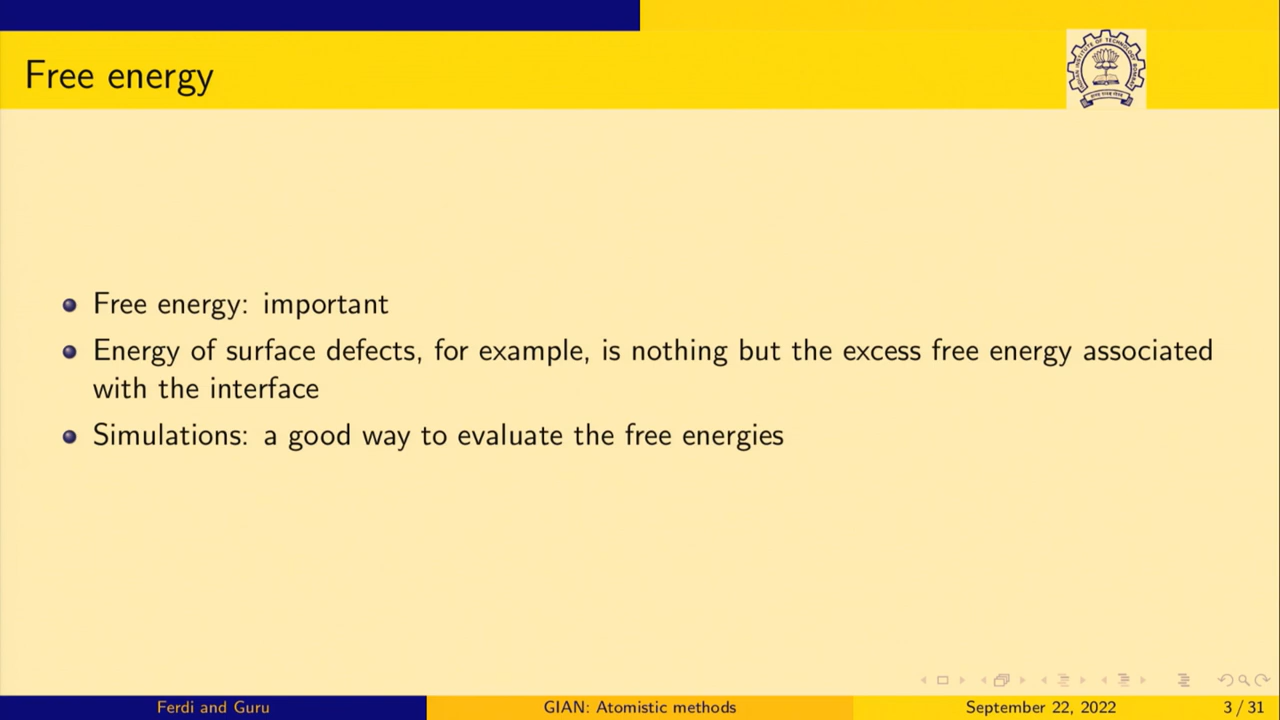 Free energy
Free energy: important
Energy of surface defects, for example, is nothing but the excess free energy associated
with the interface
Simulations: a good way to evaluate the free energies
Ferdi and Guru
GIAN: Atomistic methods
September 22, 2022
3 / 31